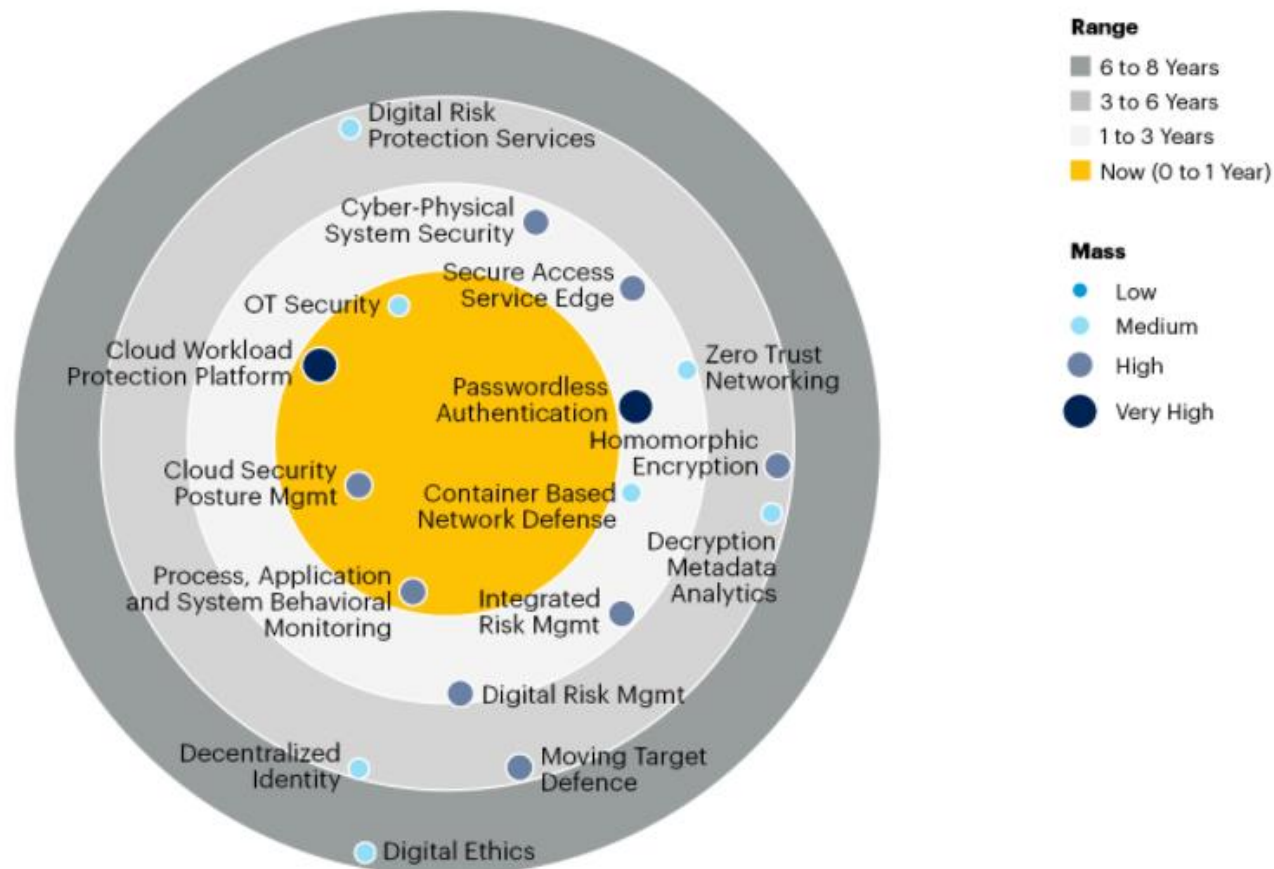 Digital Risk
Protection Services
Cyber-Physical
System Security
Secure Access
Service Edge
OT Security
Cloud Workload
Protection Platform
Zero Trust
Networking
Passwordless
Authentication
Homomorphic
Encryption
Cloud Security
Posture Mgmt
Container Based
Network Defense
Decryption
Metadata
Analytics
Process, Application
and System Behavioral
Monitoring
Integrated
Risk Mgmt
Digital Risk Mgmt
Decentralized
Identity
Moving Target
Defence
Digital Ethics
Range
6 to 8 Years
3 to 6 Years
1 to 3 Years
Now (0 to 1 Year)
Mass
Low
Medium
High
Very High